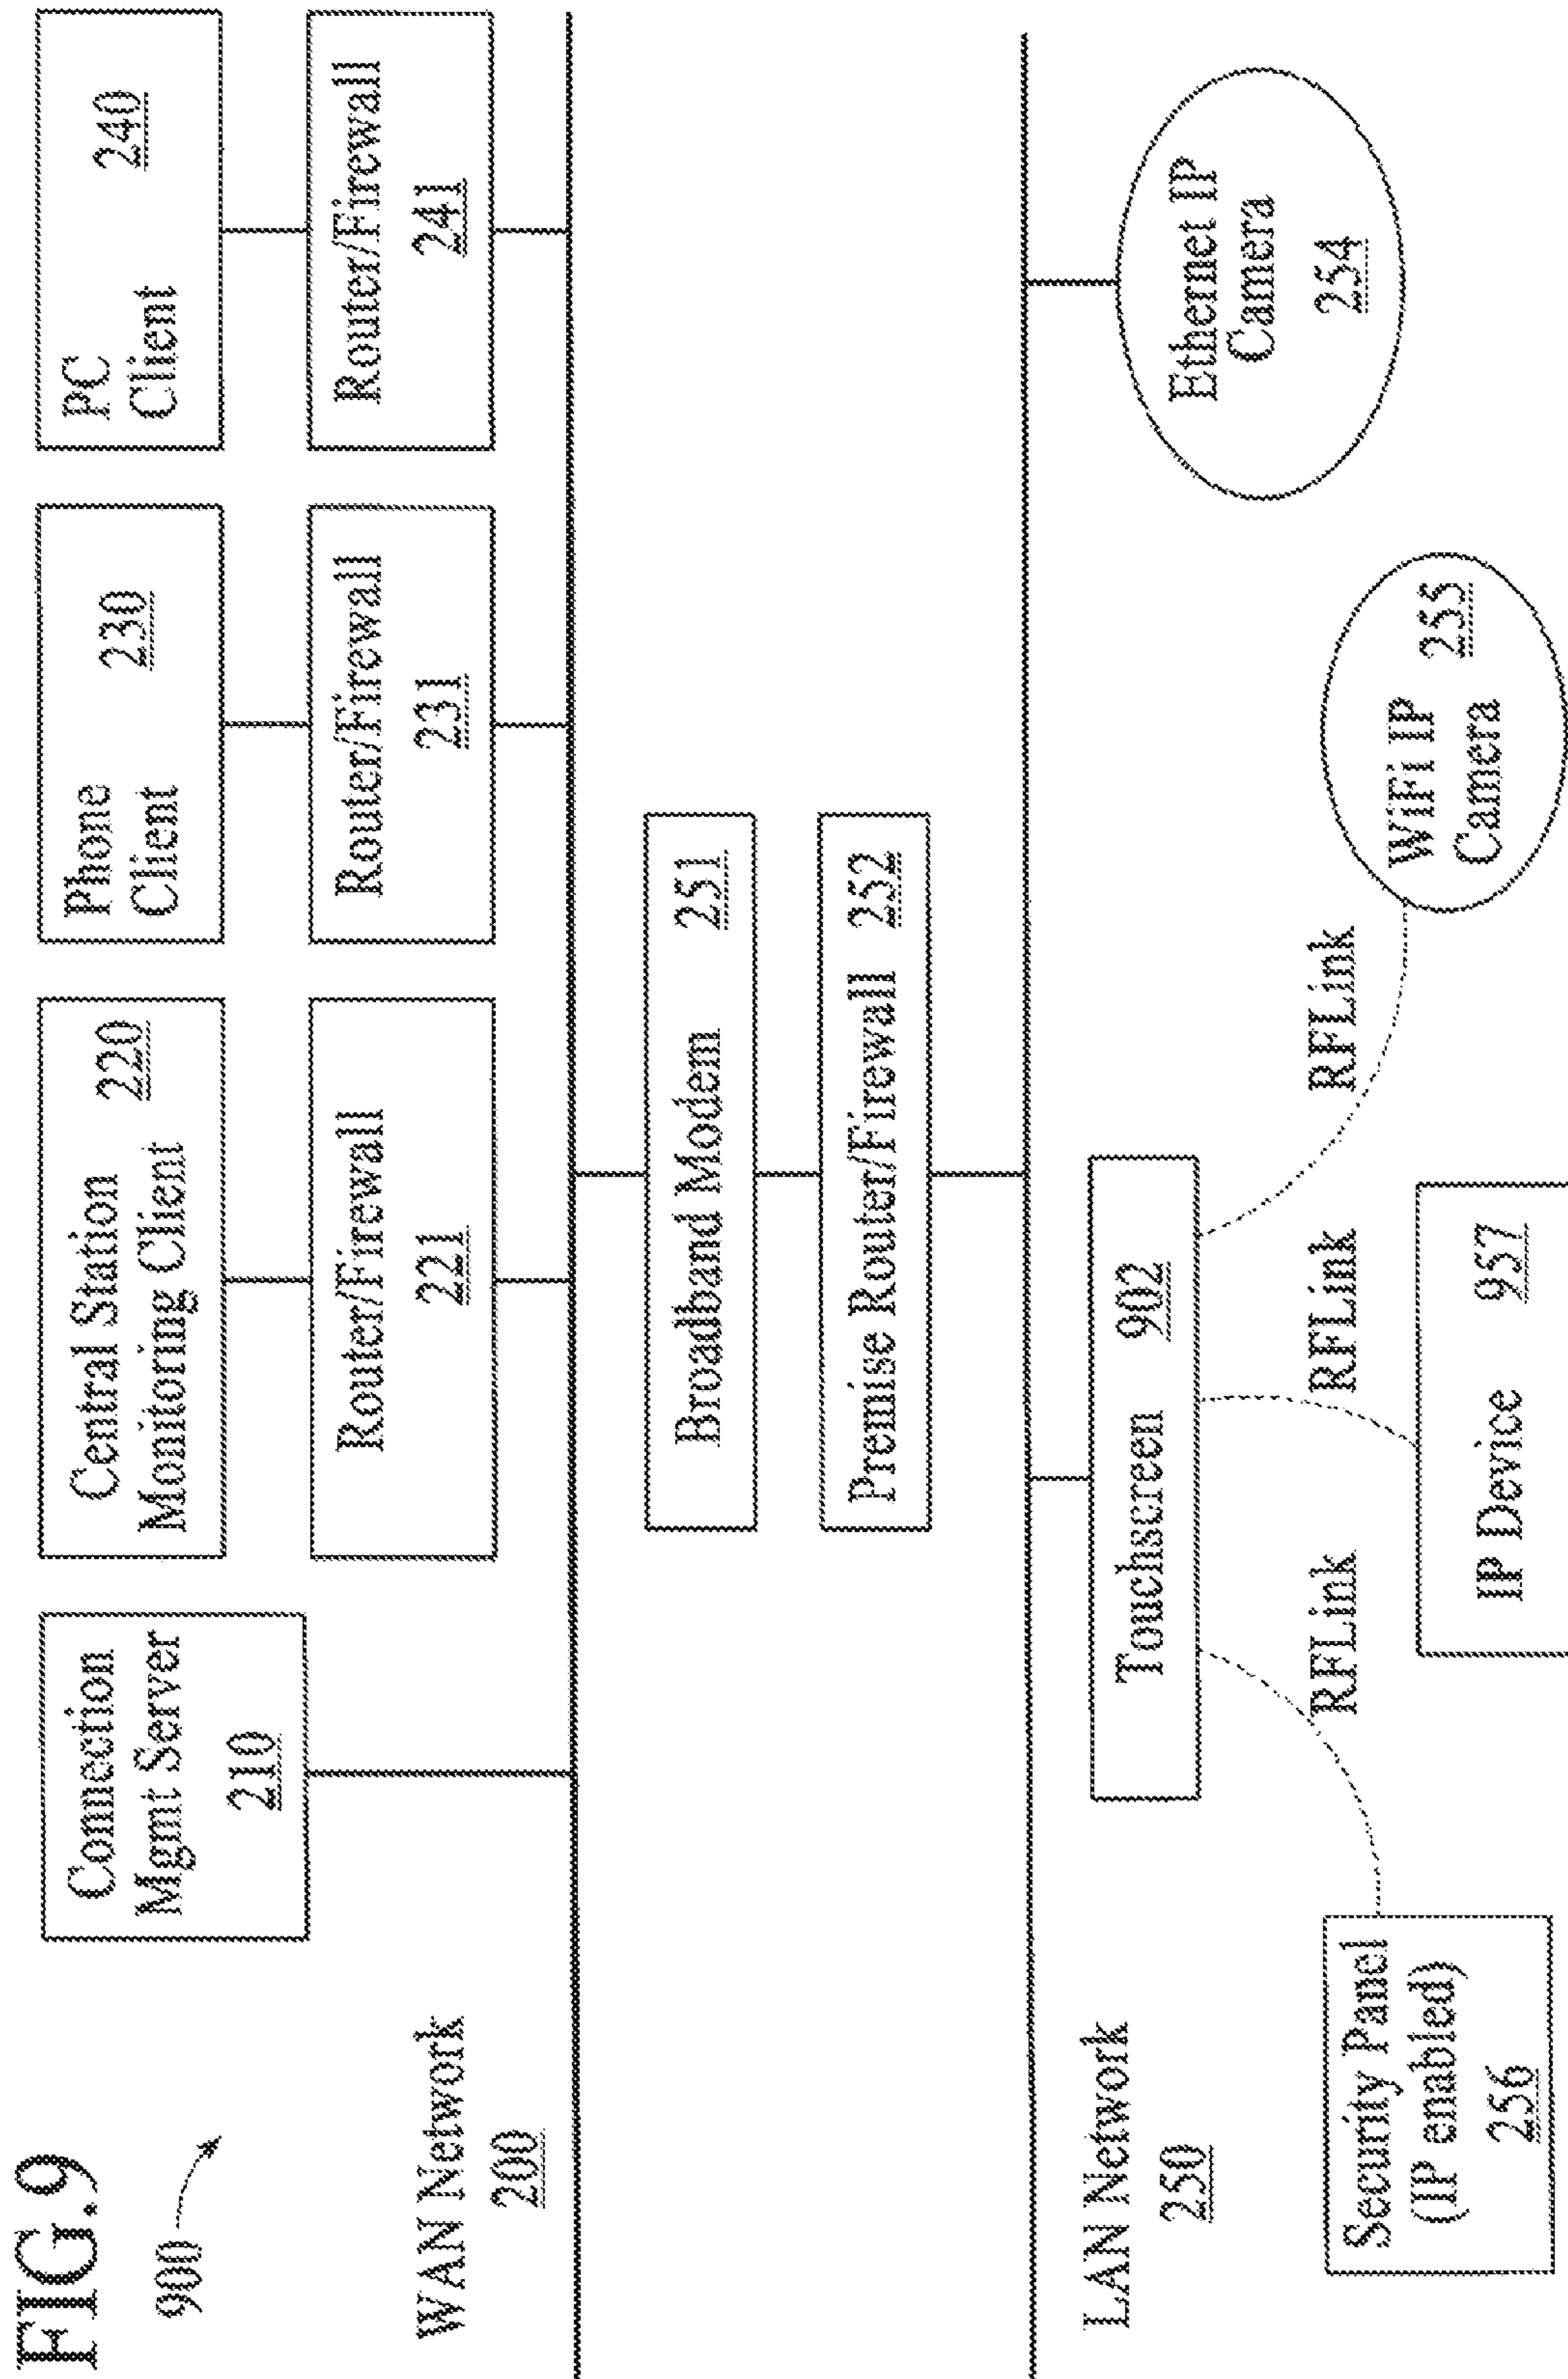 FIG.9
900
Connection
Mgmt Server
210
Central Station
Monitoring Client 220
Phone
Client 230
PC
Client 240
Router/Firewall
221
Router/Firewall
231
Router/Firewall
241
WAN Network
200
Broadband Modem 251
Premise Router/Firewall 252
LAN Network
250
Touchscreen 902
Ethernet IP
Camera
254
RFLink
RFLink
RFLink
Security Panel
(IP enabled)
256
IP Device 957
WiFi IP
Camera 255